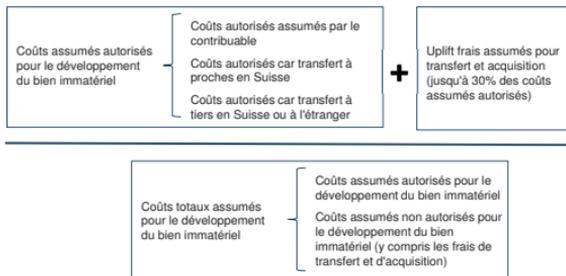 Coûts assumés autorisés
pour le développement
du bien immatériel
Coûts autorisés assumés par le
contribuable
Coûts autorisés car transfert à
proches en Suisse
Coûts autorisés car transfert à
tiers en Suisse ou à l'étranger
+
Uplift frais assumés pour
transfert et acquisition
(jusqu'à 30% des coûts
assumés autorisés)
Coûts totaux assumés
pour le développement
du bien immatériel
Coûts assumés autorisés pour le
développement du bien immatériel
Coûts assumés non autorisés pour
le développement du bien
immatériel (y compris les frais de
transfert et d'acquisition)